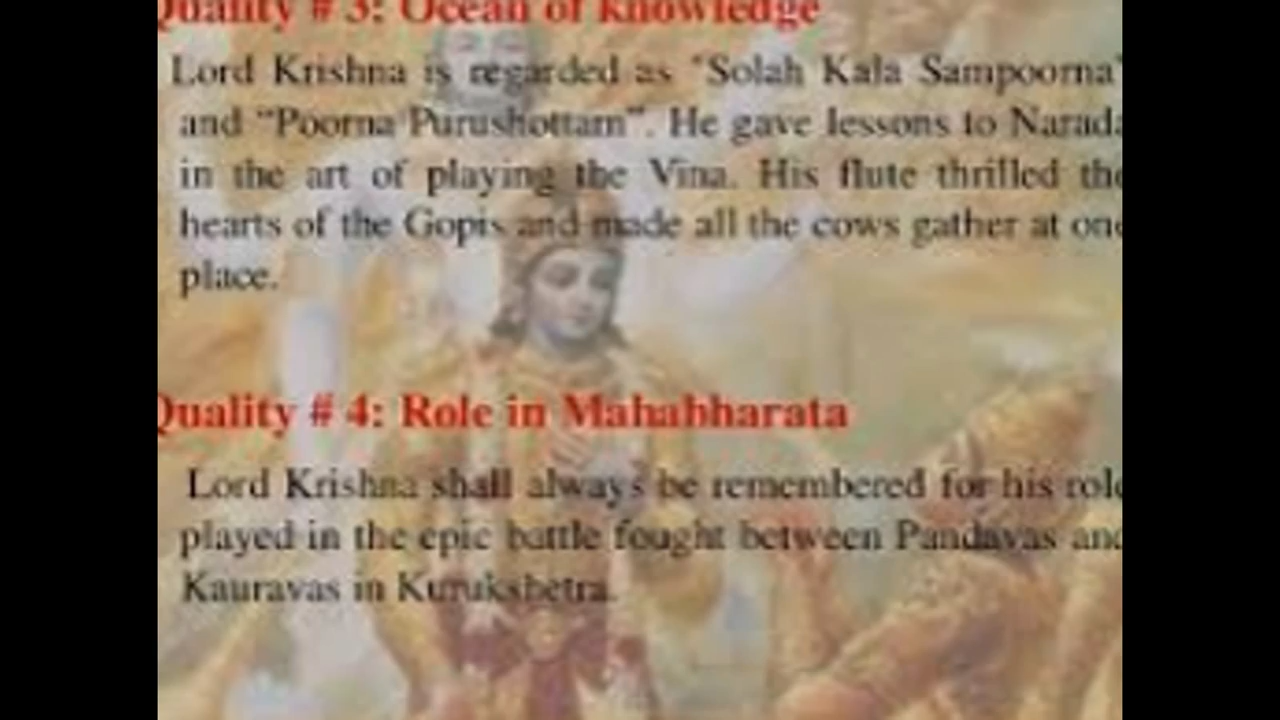 Quality # 3: Ocean of knowledge
Lord Krishna is regarded as "Solah Kala Sampoorna"
and “Poorna Purushottam”. He gave lessons to Narada
in the art of playing the Vina. His flute thrilled the
hearts of the Gopis and made all the cows gather at one
place.
Quality # 4: Role in Mahabharata
Lord Krishna shall always be remembered for his role
played in the epic battle fought between Pandavas and
Kauravas in Kurukshetra.